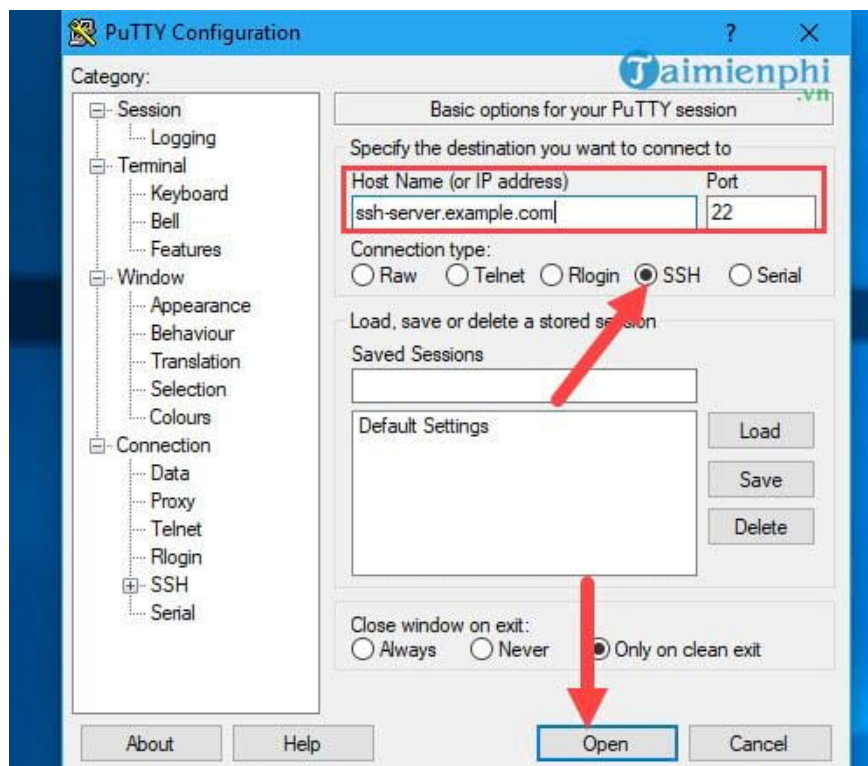 PuTTY Configuration
?
Taimienphi
.vn
Category:
Session
Logging
Terminal
Keyboard
Bell
Features
Window
Appearance
Behaviour
Translation
Selection
Colours
Connection
Data
Proxy
Telnet
Rlogin
SSH
Serial
Basic options for your PuTTY session
Specify the destination you want to connect to
Host Name (or IP address) Port
ssh-server.example.com 22
Connection type:
Raw Telnet Rlogin SSH Serial
Load, save or delete a stored session
Saved Sessions
Default Settings
Load
Save
Delete
Close window on exit:
Always Never Only on clean exit
About Help Open Cancel